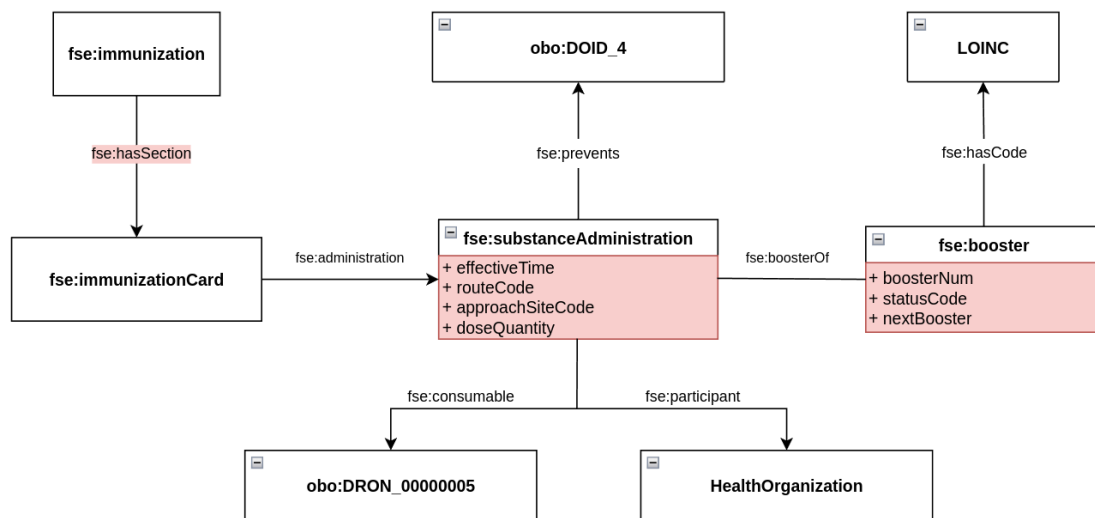 fse:immunization
obo:DOID_4
LOINC
fse:hasSection
fse:prevents
fse:hasCode
fse:immunizationCard
fse:administration
fse:substanceAdministration
+ effectiveTime
+ routeCode
+ approachSiteCode
+ doseQuantity
fse:boosterOf
fse:booster
+ boosterNum
+ statusCode
+ nextBooster
fse:consumable
fse:participant
obo:DRON_00000005
HealthOrganization